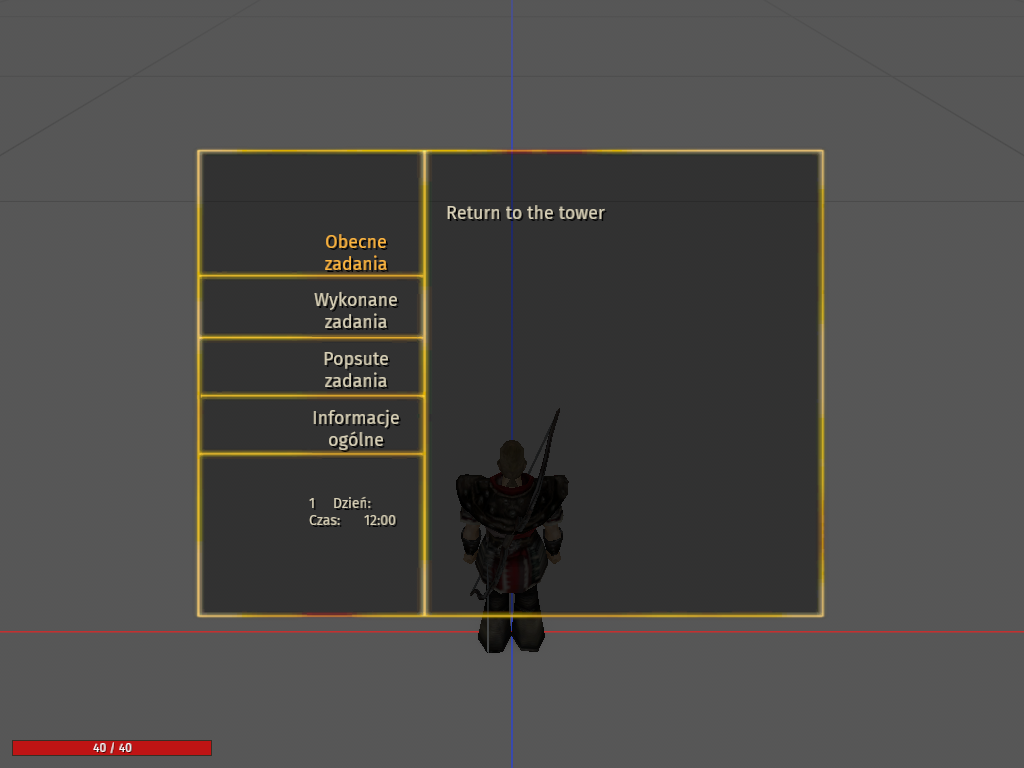 Obecne
zadania
Wykonane
zadania
Popsute
zadania
Informacje
ogólne
1 Dzień:
Czas: 12:00
Return to the tower
40 / 40